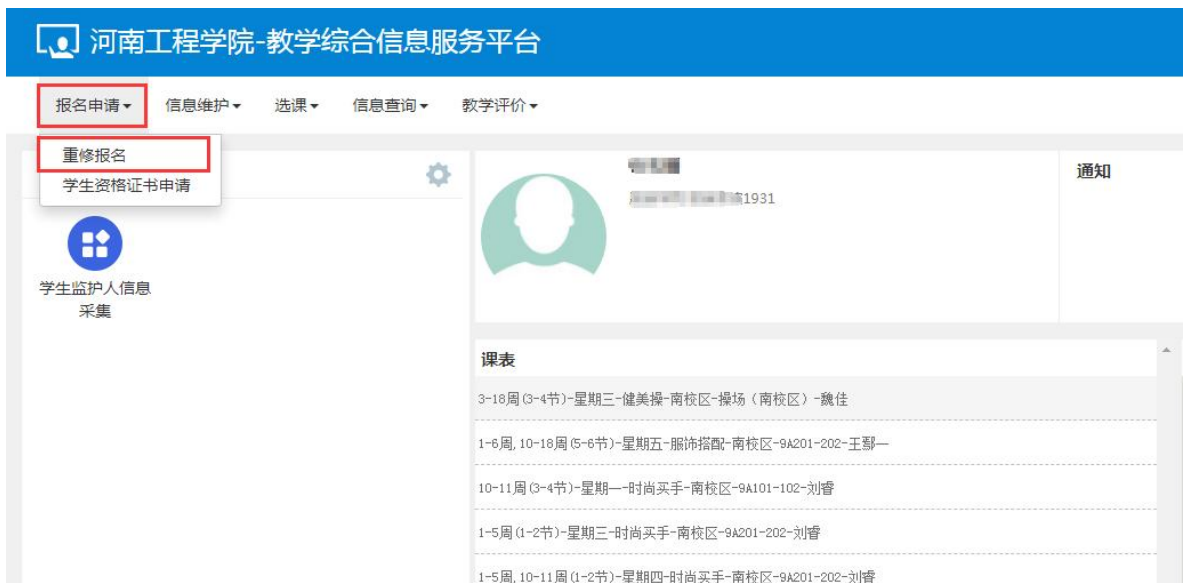 河南工程学院-教学综合信息服务平台
报名申请 信息维护 选课 信息查询 教学评价
重修报名
学生资格证书申请
1931
通知
学生监护人信息
采集
课表
3-18周(3-4节)-星期三-健美操-南校区-操场（南校区）-魏佳
1-6周,10-18周(5-6节)-星期五-服饰搭配-南校区-9A201-202-王鄢一
10-11周(3-4节)-星期一-时尚买手-南校区-9A101-102-刘睿
1-5周(1-2节)-星期三-时尚买手-南校区-9A201-202-刘睿
1-5周,10-11周(1-2节)-星期四-时尚买手-南校区-9A201-202-刘睿